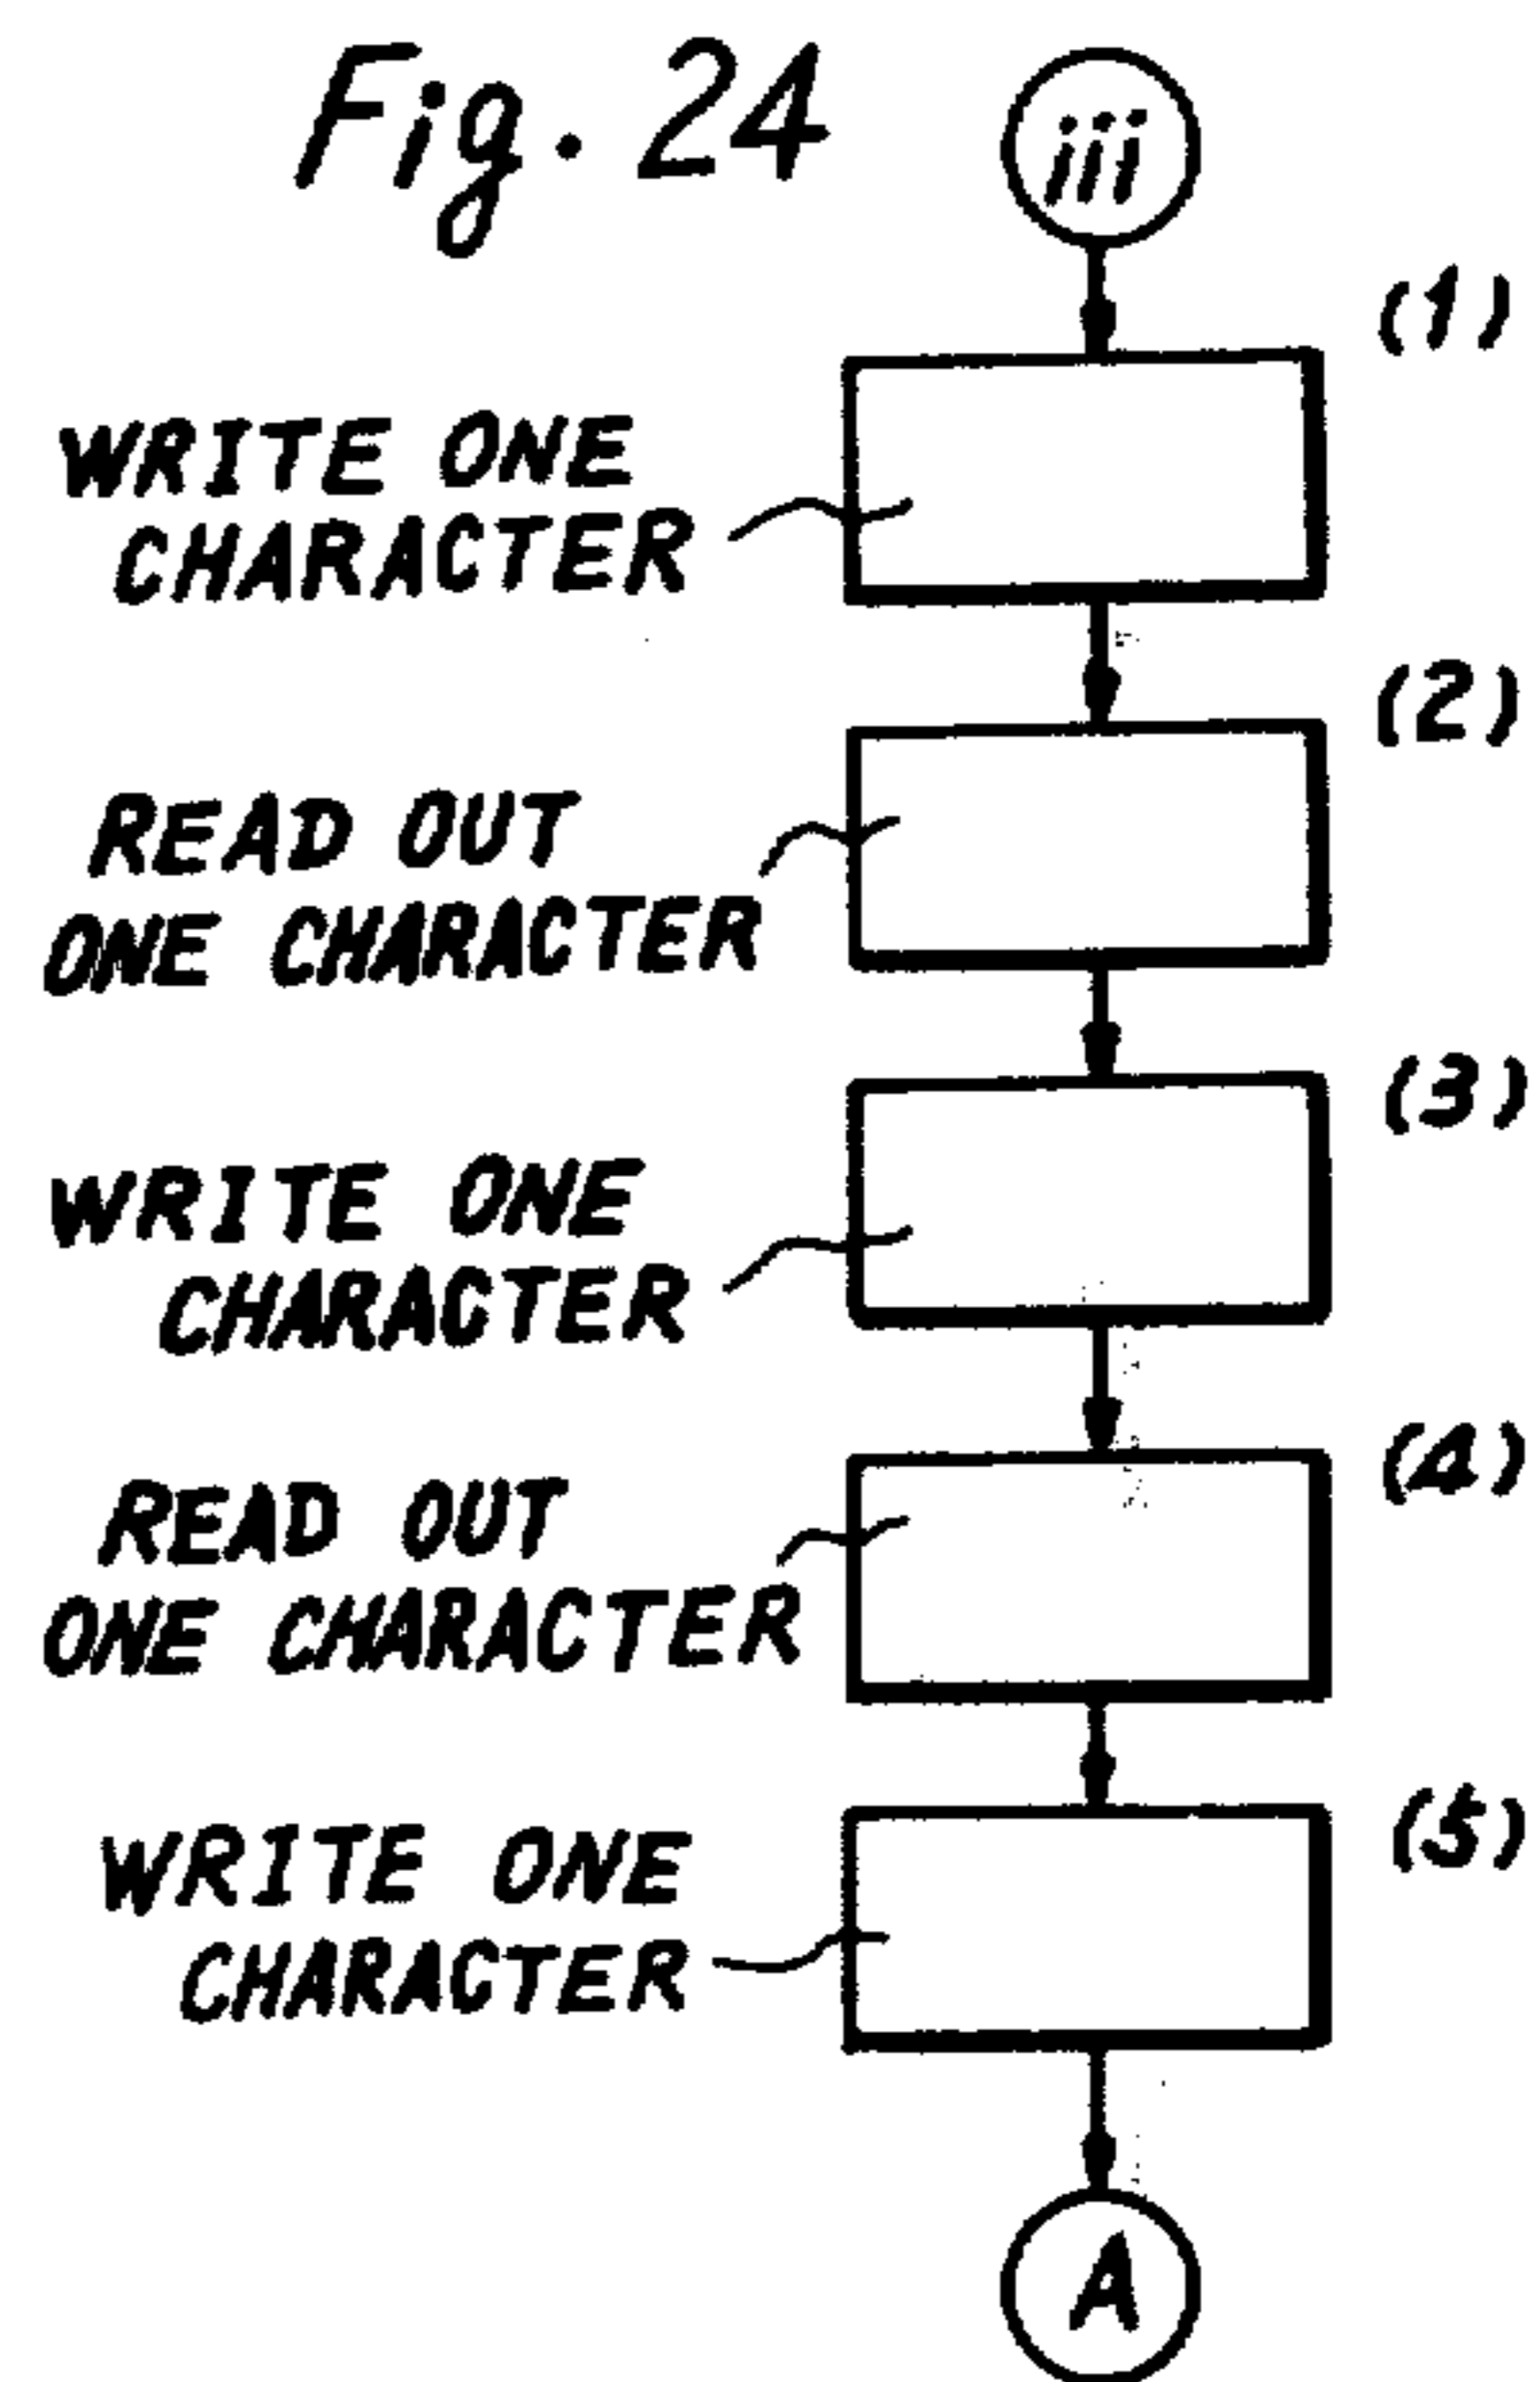 Fig. 24
iii
(1)
WRITE ONE
CHARACTER
(2)
READ OUT
ONE CHARACTER
(3)
WRITE ONE
CHARACTER
(4)
READ OUT
ONE CHARACTER
(5)
WRITE ONE
CHARACTER
A